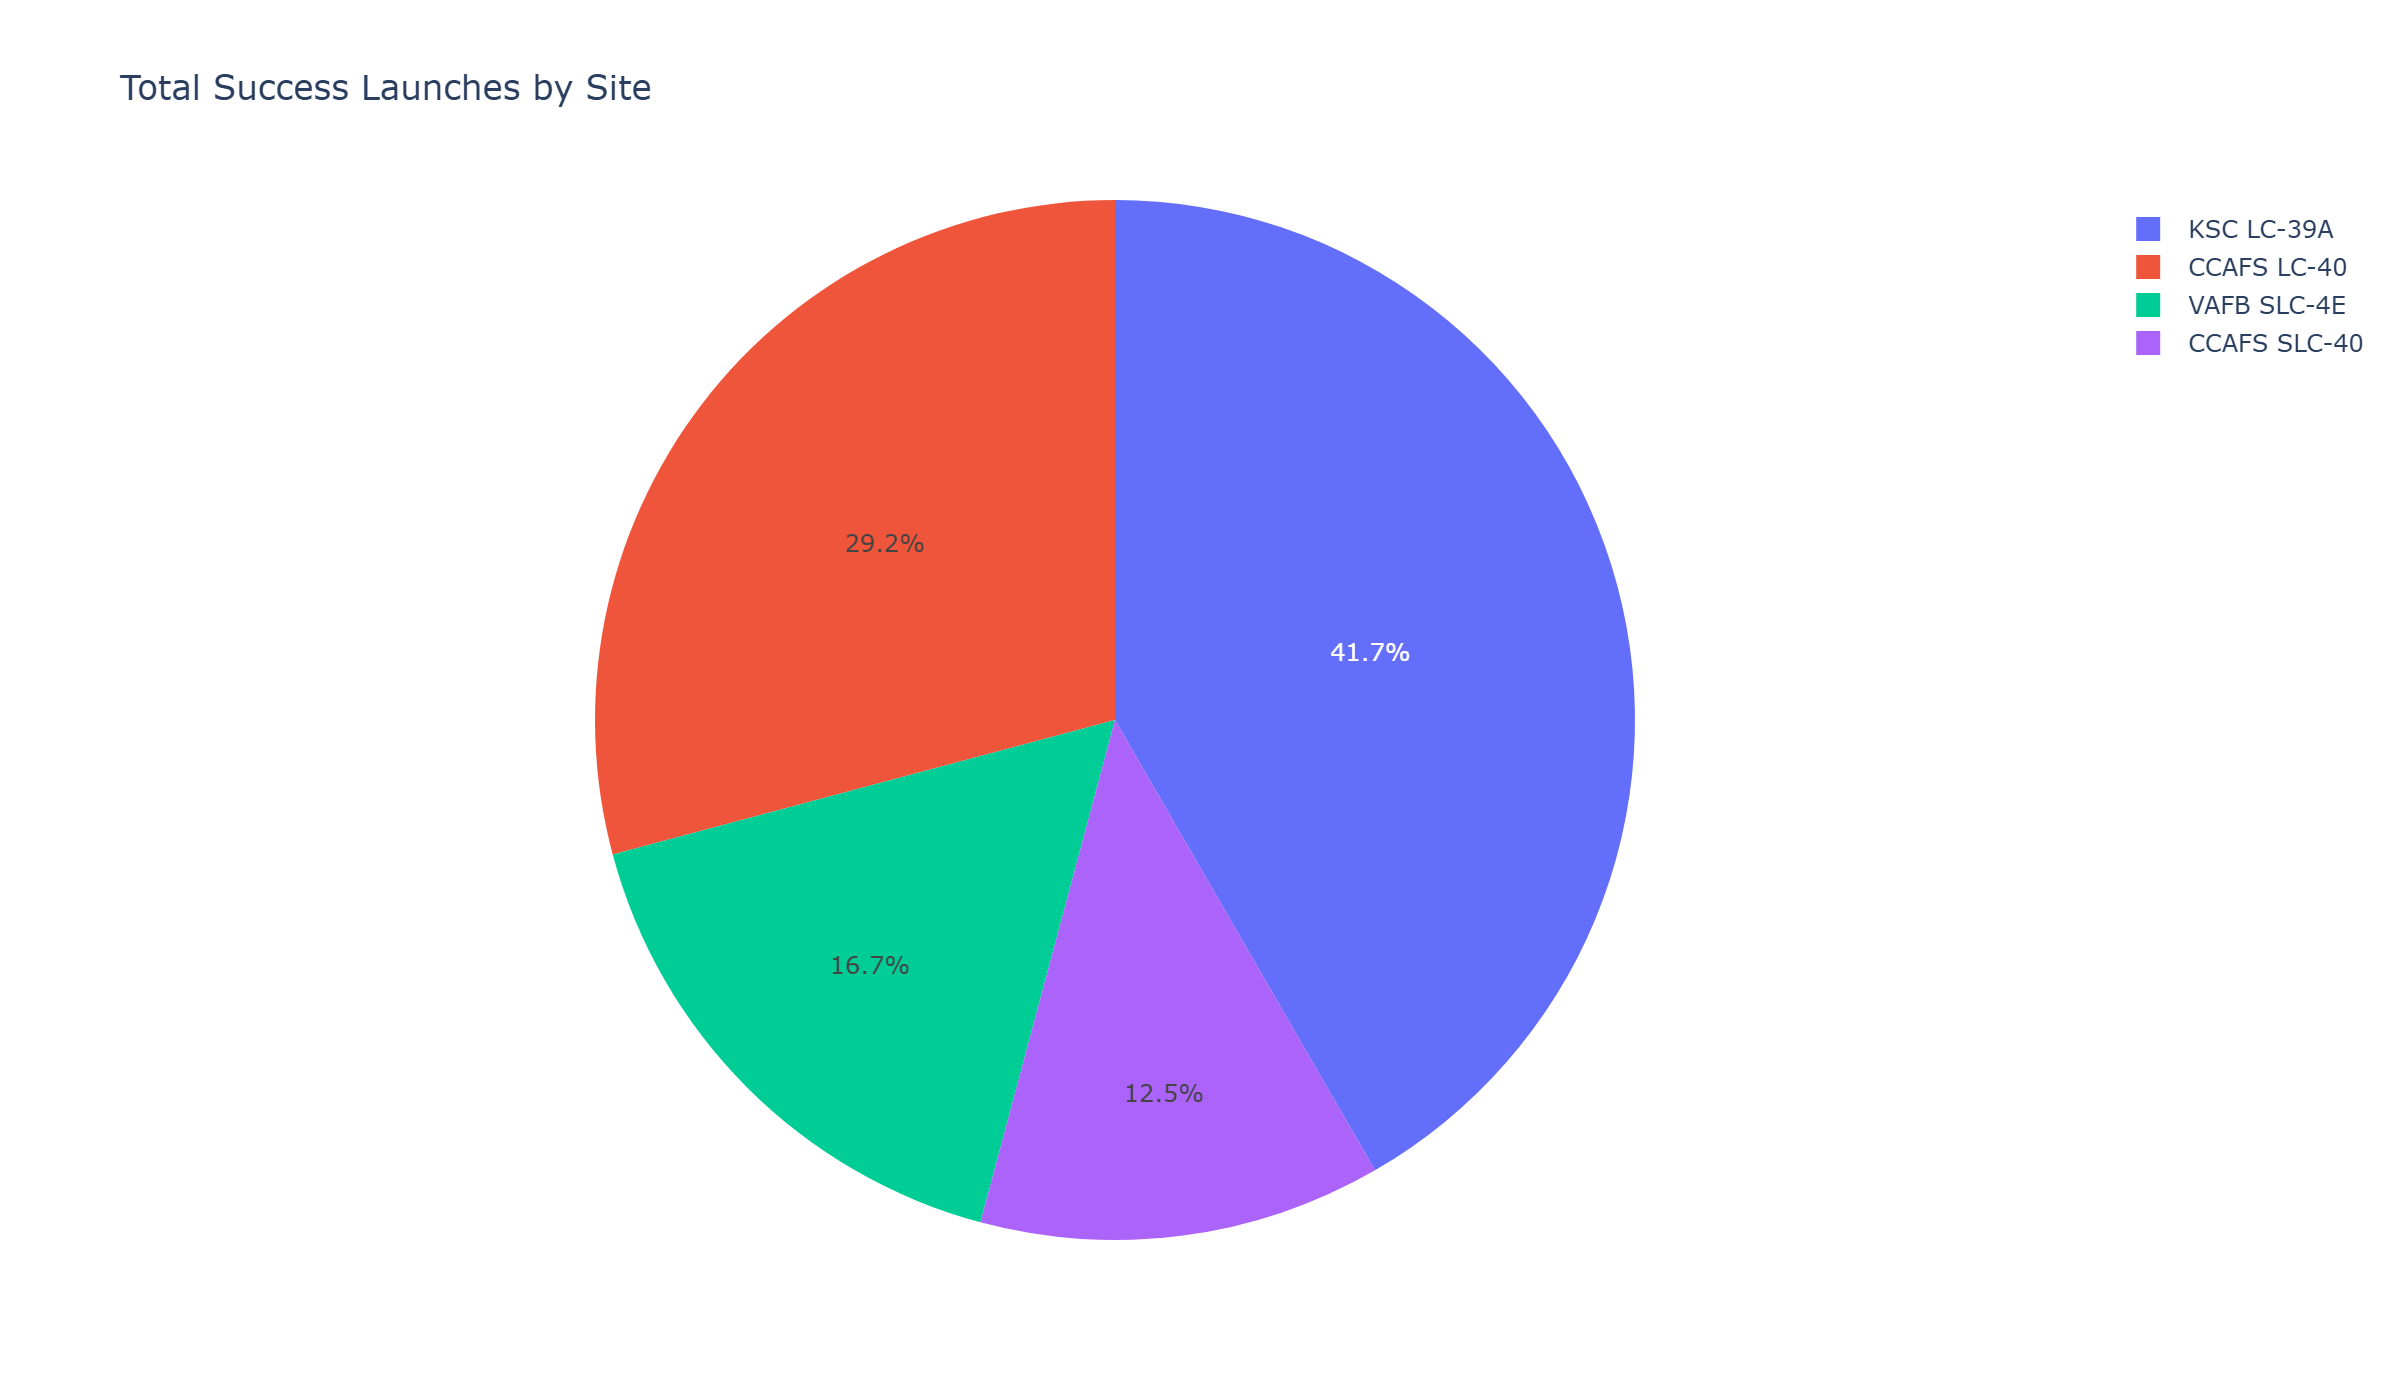 Total Success Launches by Site
KSC LC-39A
CCAFS LC-40
VAFB SLC-4E
CCAFS SLC-40
29.2%
41.7%
16.7%
12.5%